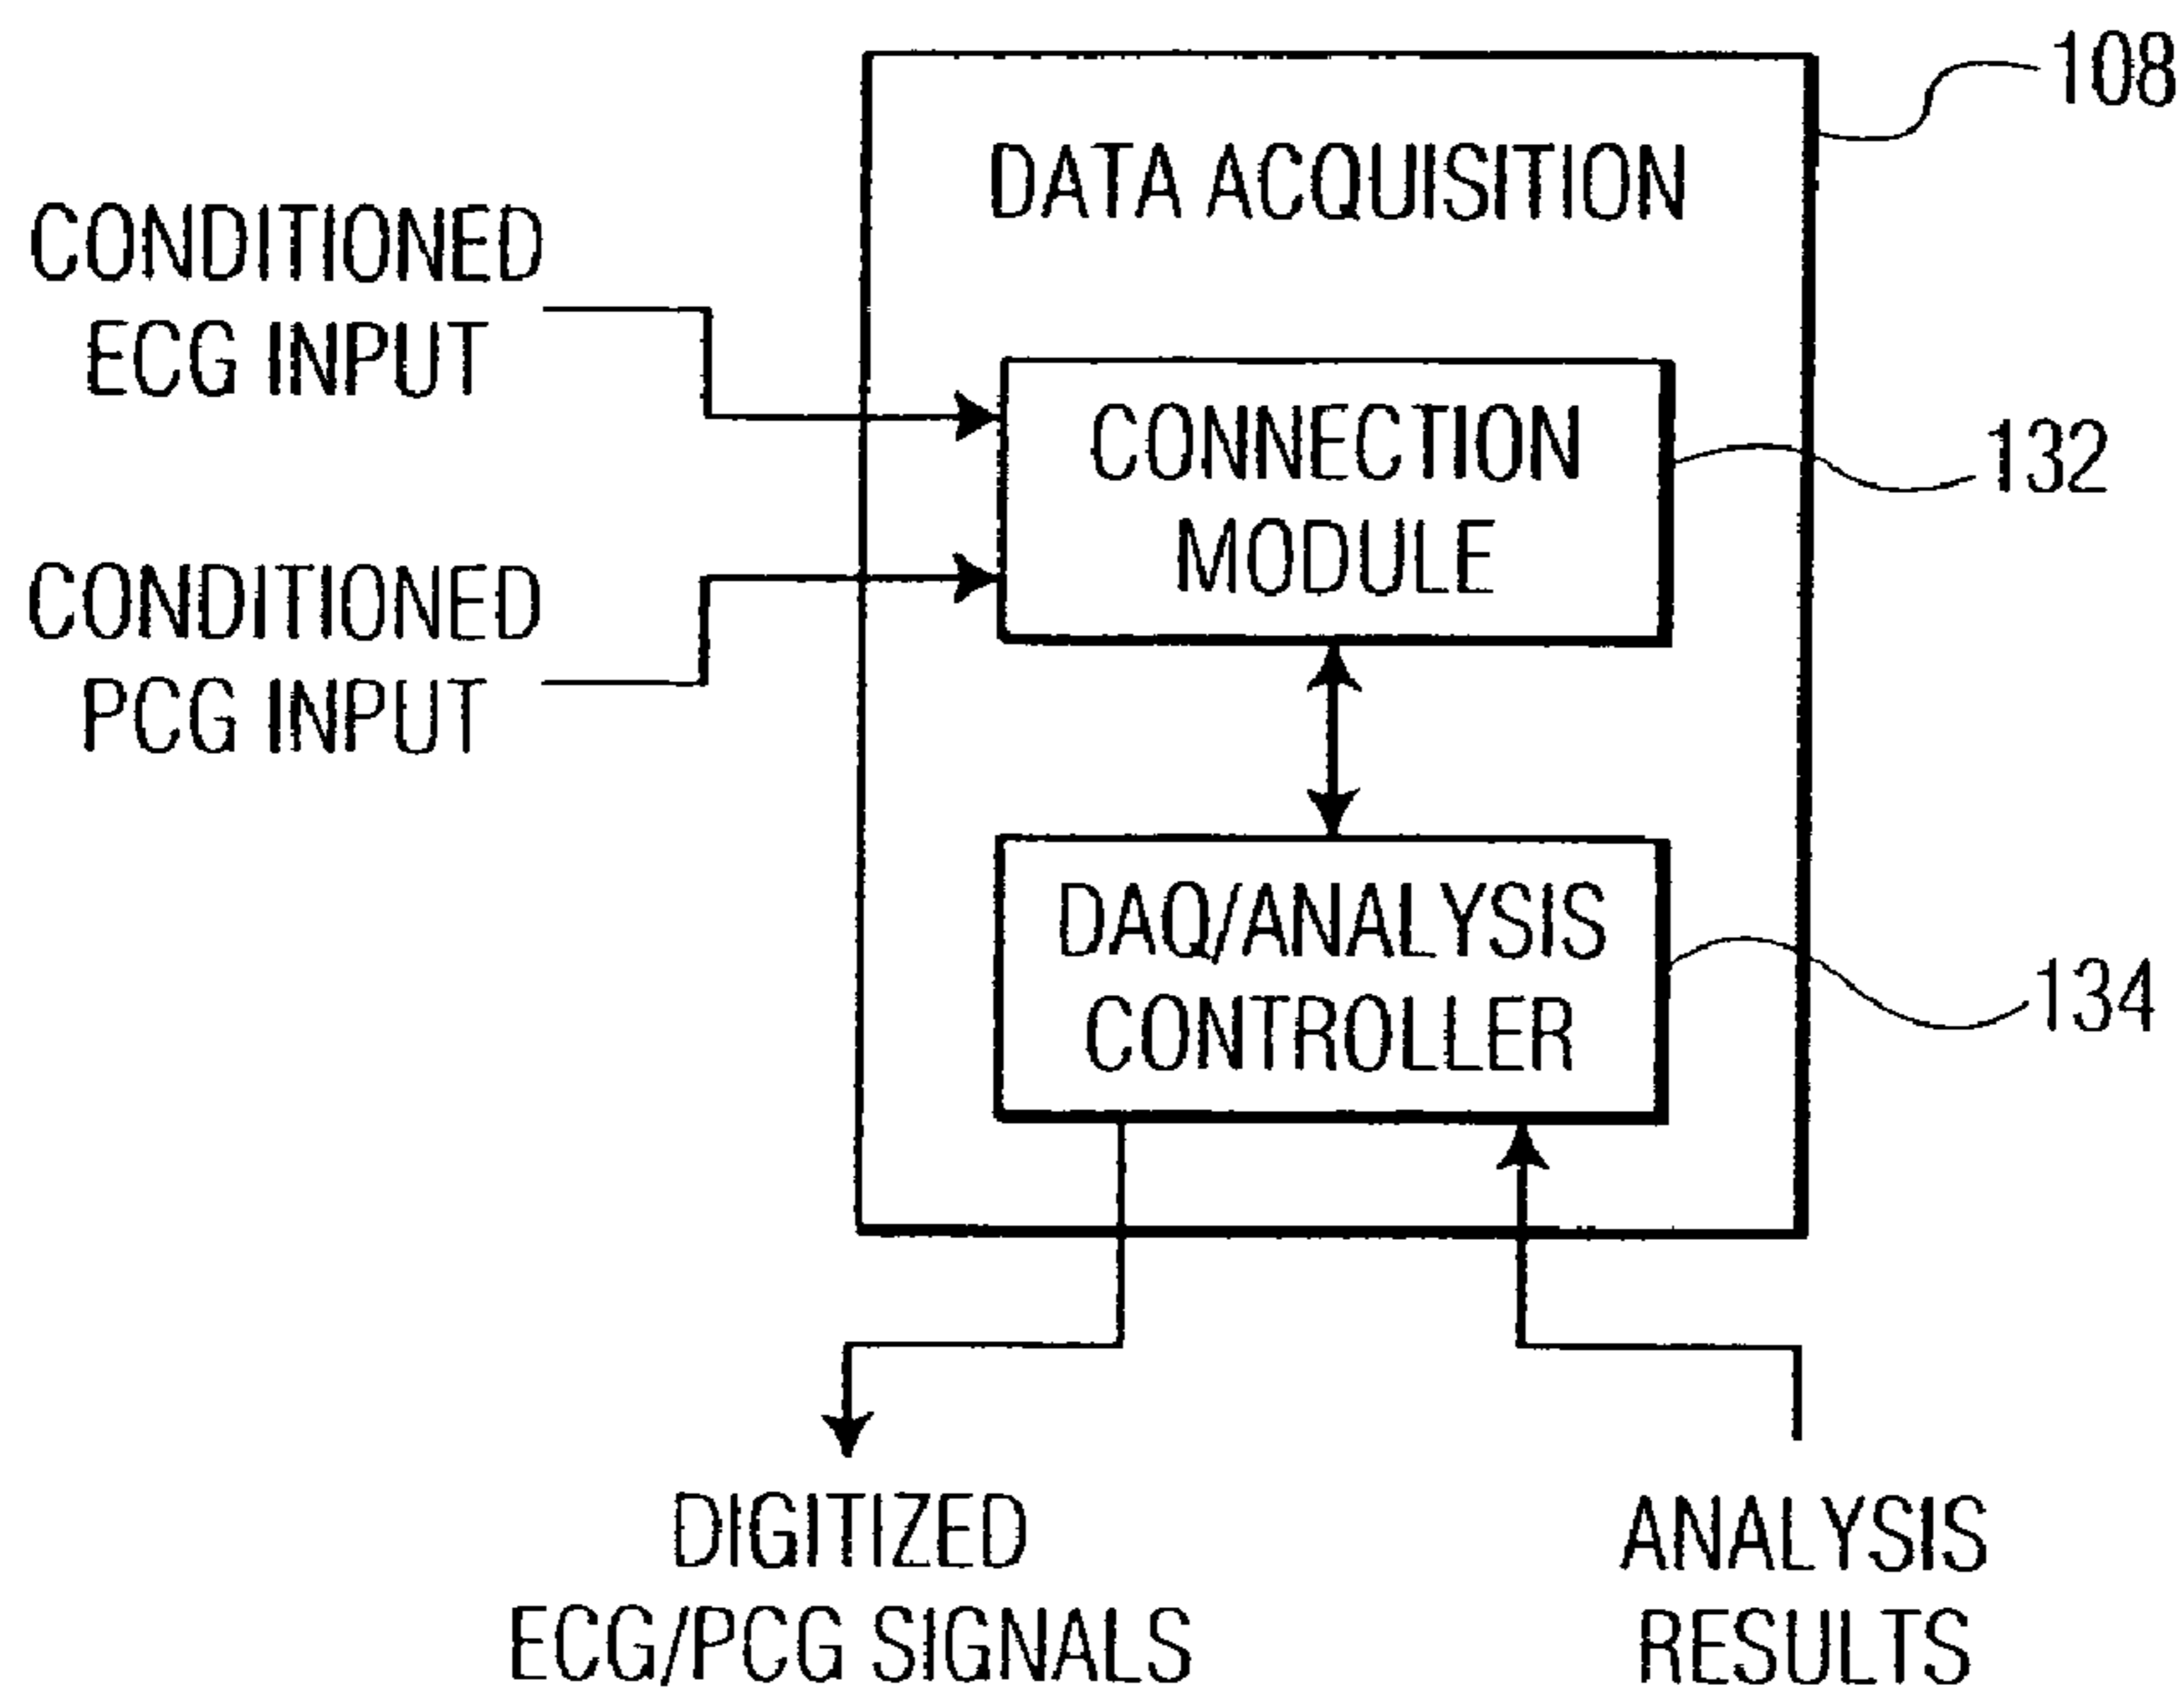 108
DATA ACQUISITION
CONDITIONED
ECG INPUT
CONNECTION
MODULE
132
CONDITIONED
PCG INPUT
DAQ/ANALYSIS
CONTROLLER
134
DIGITIZED
ECG/PCG SIGNALS
ANALYSIS
RESULTS